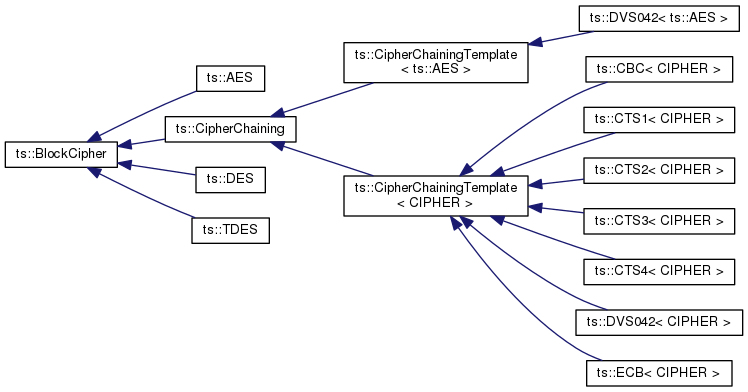 ts::BlockCipher
ts::AES
ts::CipherChaining
ts::DES
ts::TDES
ts::CipherChainingTemplate
< ts::AES >
ts::CipherChainingTemplate
< CIPHER >
ts::DVS042< ts::AES >
ts::CBC< CIPHER >
ts::CTS1< CIPHER >
ts::CTS2< CIPHER >
ts::CTS3< CIPHER >
ts::CTS4< CIPHER >
ts::DVS042< CIPHER >
ts::ECB< CIPHER >